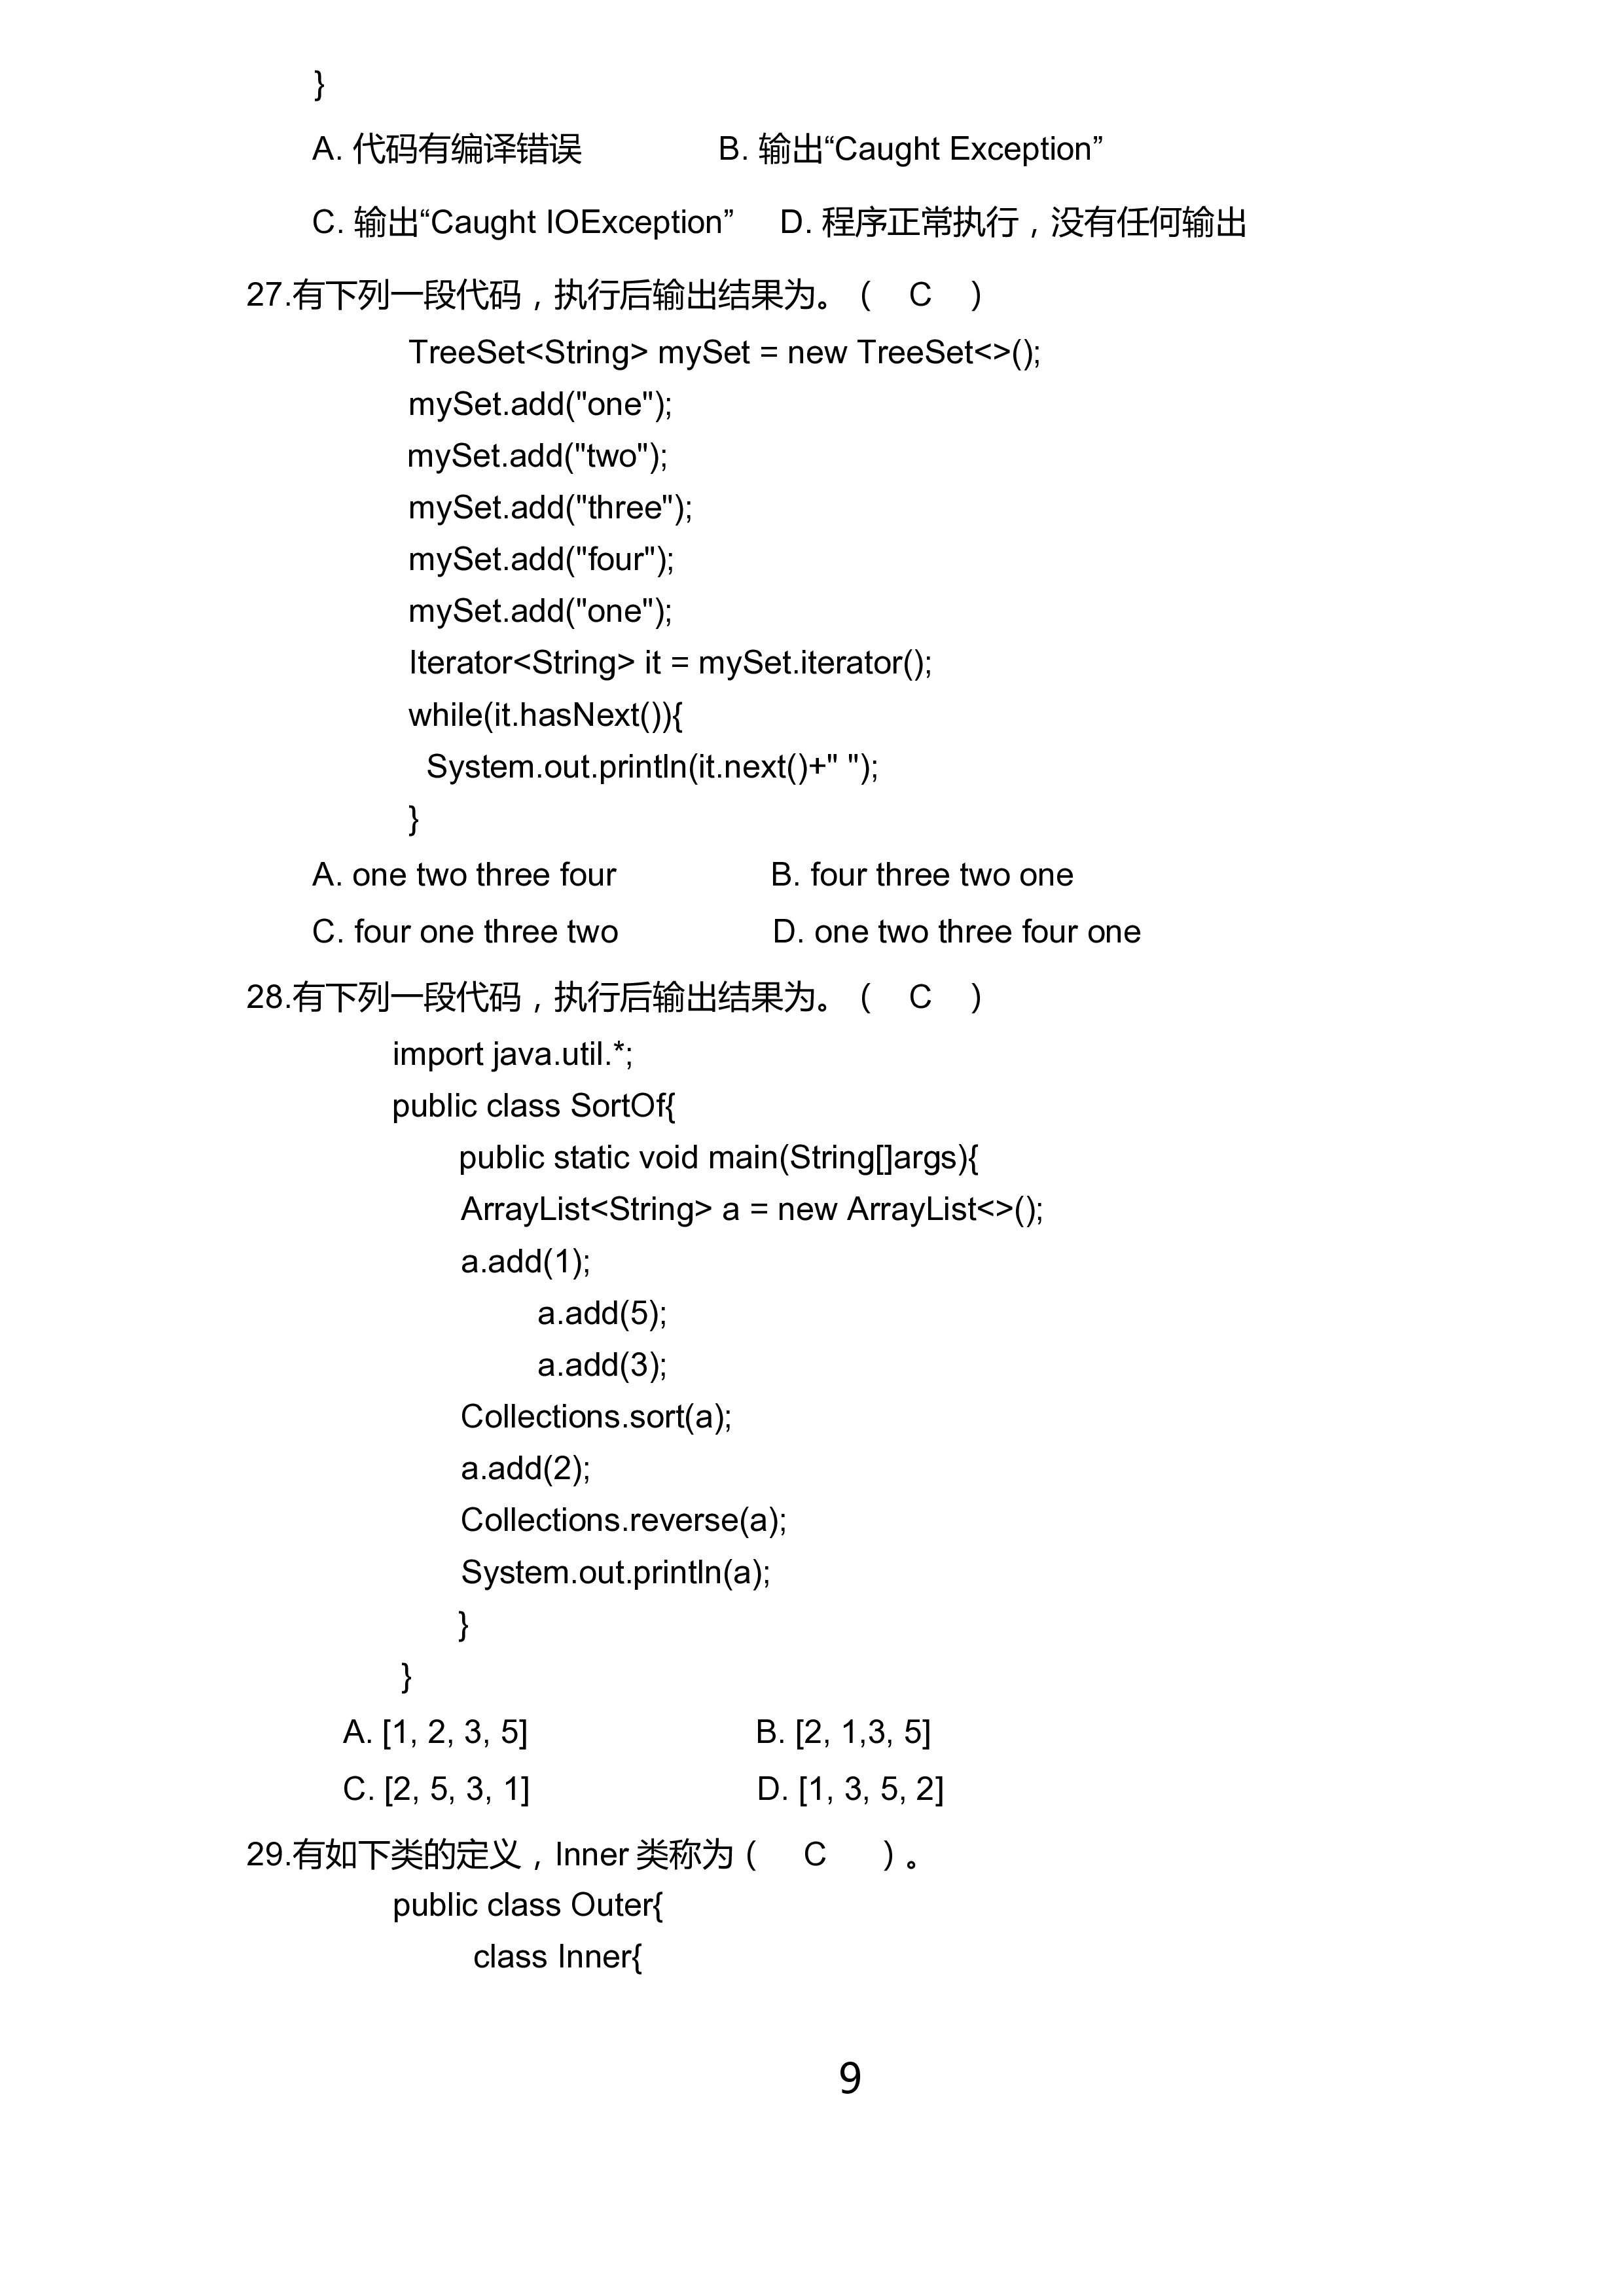 }
A. 代码有编译错误 B. 输出“Caught Exception”
C. 输出“Caught IOException” D. 程序正常执行，没有任何输出
27.有下列一段代码，执行后输出结果为。（ C ）
TreeSet<String> mySet = new TreeSet<>();
mySet.add("one");
mySet.add("two");
mySet.add("three");
mySet.add("four");
mySet.add("one");
Iterator<String> it = mySet.iterator();
while(it.hasNext()){
System.out.println(it.next()+" ");
}
A. one two three four B. four three two one
C. four one three two D. one two three four one
28.有下列一段代码，执行后输出结果为。（ C ）
import java.util.*;
public class SortOf{
public static void main(String[]args){
ArrayList<String> a = new ArrayList<>();
a.add(1);
a.add(5);
a.add(3);
Collections.sort(a);
a.add(2);
Collections.reverse(a);
System.out.println(a);
}
}
A. [1, 2, 3, 5] B. [2, 1,3, 5]
C. [2, 5, 3, 1] D. [1, 3, 5, 2]
29.有如下类的定义，Inner 类称为（ C ）。
public class Outer{
class Inner{
9